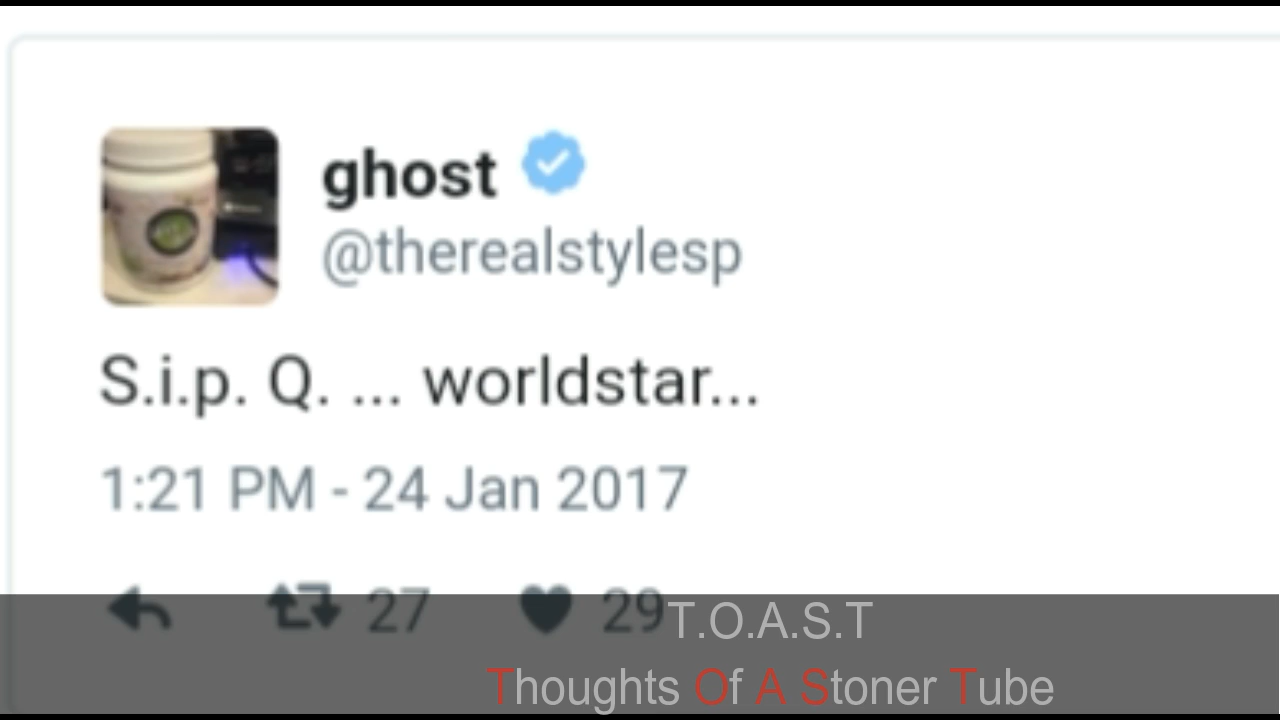 ghost
@therealstylesp
S.i.p. Q. ... worldstar...
1:21 PM - 24 Jan 2017
27 29
T.O.A.S.T
Thoughts Of A Stoner Tube